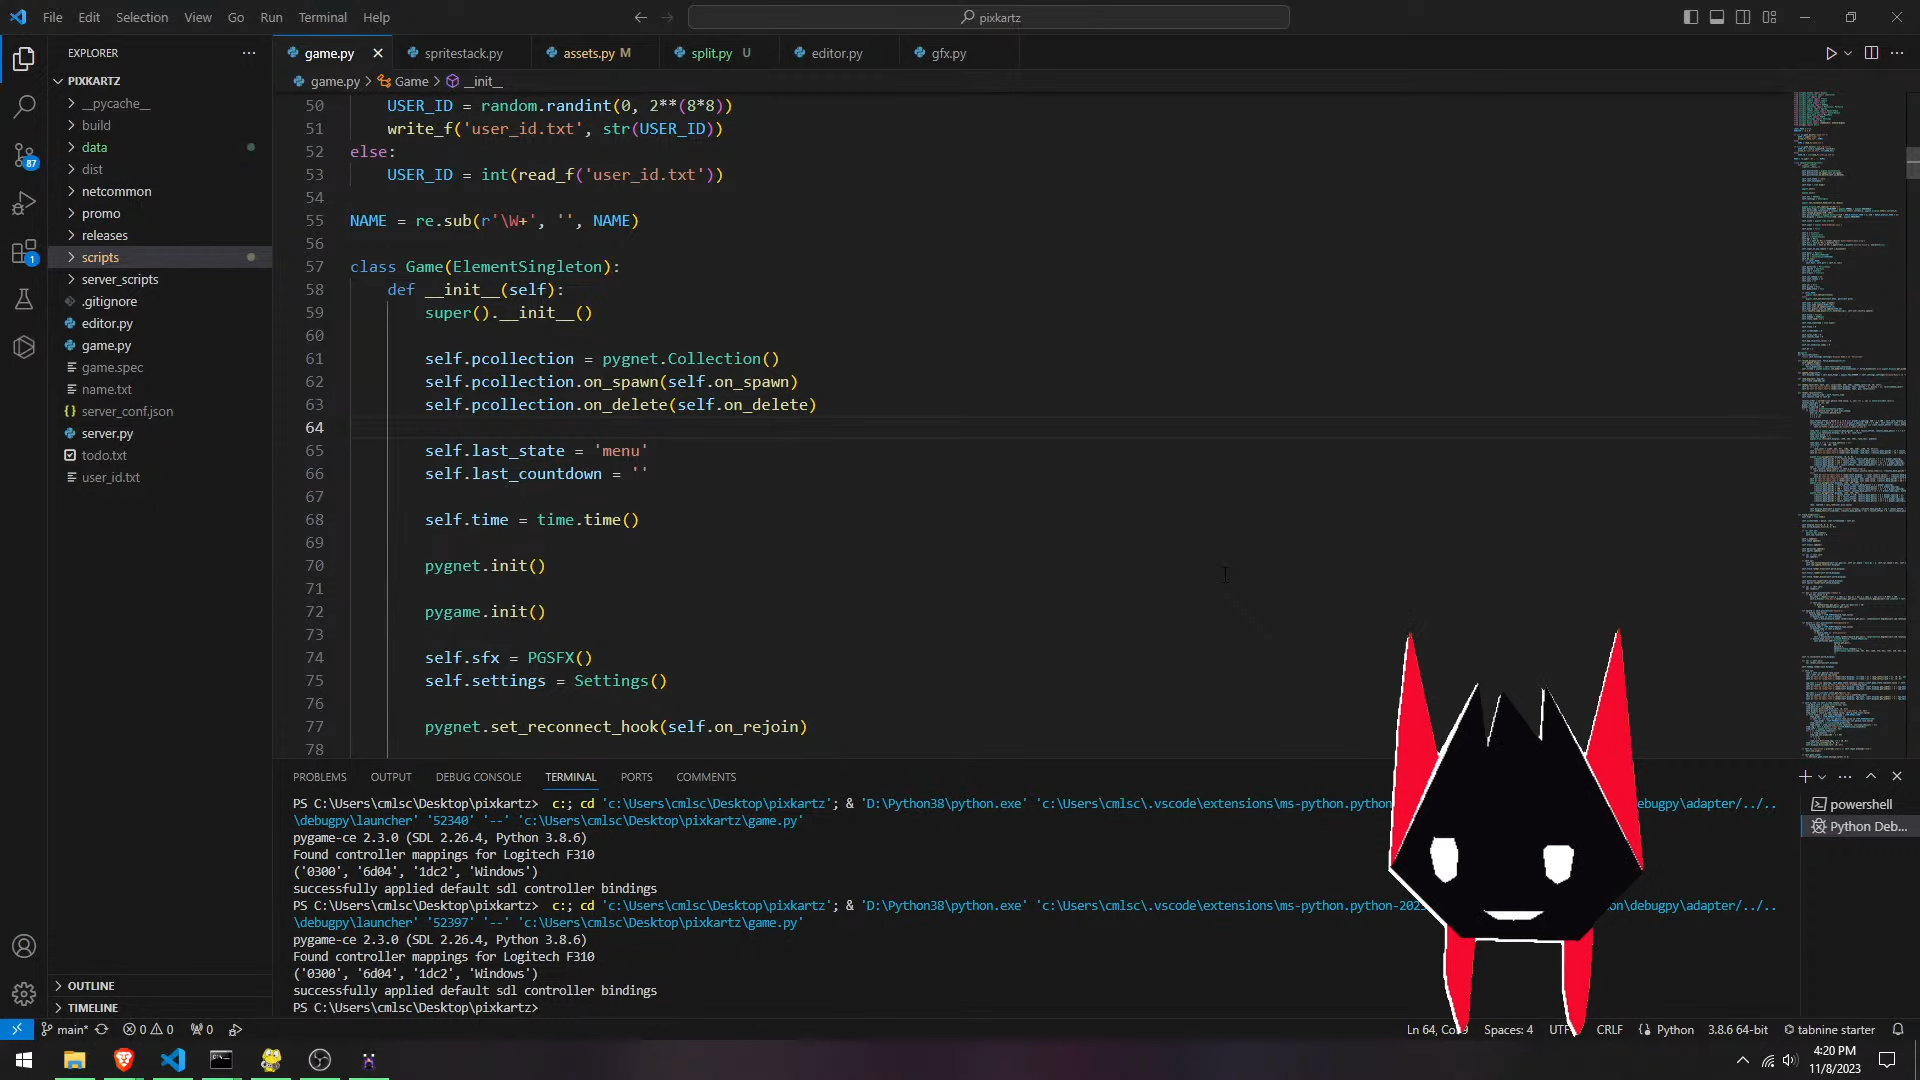 File Edit Selection View Go Run Terminal Help
pixkartz
EXPLORER
PIXKARTZ
__pycache__
build
data
dist
netcommon
promo
releases
scripts
server_scripts
.gitignore
editor.py
game.py
game.spec
name.txt
server_conf.json
server.py
todo.txt
user_id.txt
OUTLINE
TIMELINE
87
1
game.py spritestack.py assets.py M split.py U editor.py gfx.py
game.py > Game > __init__
50 USER_ID = random.randint(0, 2**(8*8))
51 write_f('user_id.txt', str(USER_ID))
52 else:
53 USER_ID = int(read_f('user_id.txt'))
54
55 NAME = re.sub(r'\W+', '', NAME)
56
57 class Game(ElementSingleton):
58 def __init__(self):
59 super().__init__()
60
61 self.pcollection = pygnet.Collection()
62 self.pcollection.on_spawn(self.on_spawn)
63 self.pcollection.on_delete(self.on_delete)
64
65 self.last_state = 'menu'
66 self.last_countdown = ''
67
68 self.time = time.time()
69
70 pygnet.init()
71
72 pygame.init()
73
74 self.sfx = PGSFX()
75 self.settings = Settings()
76
77 pygnet.set_reconnect_hook(self.on_rejoin)
78
PROBLEMS OUTPUT DEBUG CONSOLE TERMINAL PORTS COMMENTS
PS C:\Users\cmlsc\Desktop\pixkartz> c:; cd 'c:\Users\cmlsc\Desktop\pixkartz'; & 'D:\Python38\python.exe' 'c:\Users\cmlsc\.vscode\extensions\ms-python.python debugpy/adapter/../..
\debugpy\launcher' '52340' '--' 'c:\Users\cmlsc\Desktop\pixkartz\game.py'
pygame-ce 2.3.0 (SDL 2.26.4, Python 3.8.6)
Found controller mappings for Logitech F310
('0300', '6d04', '1dc2', 'Windows')
successfully applied default sdl controller bindings
PS C:\Users\cmlsc\Desktop\pixkartz> c:; cd 'c:\Users\cmlsc\Desktop\pixkartz'; & 'D:\Python38\python.exe' 'c:\Users\cmlsc\.vscode\extensions\ms-python.python-202 on\debugpy/adapter/../..
\debugpy\launcher' '52397' '--' 'c:\Users\cmlsc\Desktop\pixkartz\game.py'
pygame-ce 2.3.0 (SDL 2.26.4, Python 3.8.6)
Found controller mappings for Logitech F310
('0300', '6d04', '1dc2', 'Windows')
successfully applied default sdl controller bindings
PS C:\Users\cmlsc\Desktop\pixkartz>
powershell
Python Deb...
main* 0 0 0 Ln 64, Co 9 Spaces: 4 UTF CRLF Python 3.8.6 64-bit tabnine starter
4:20 PM
11/8/2023